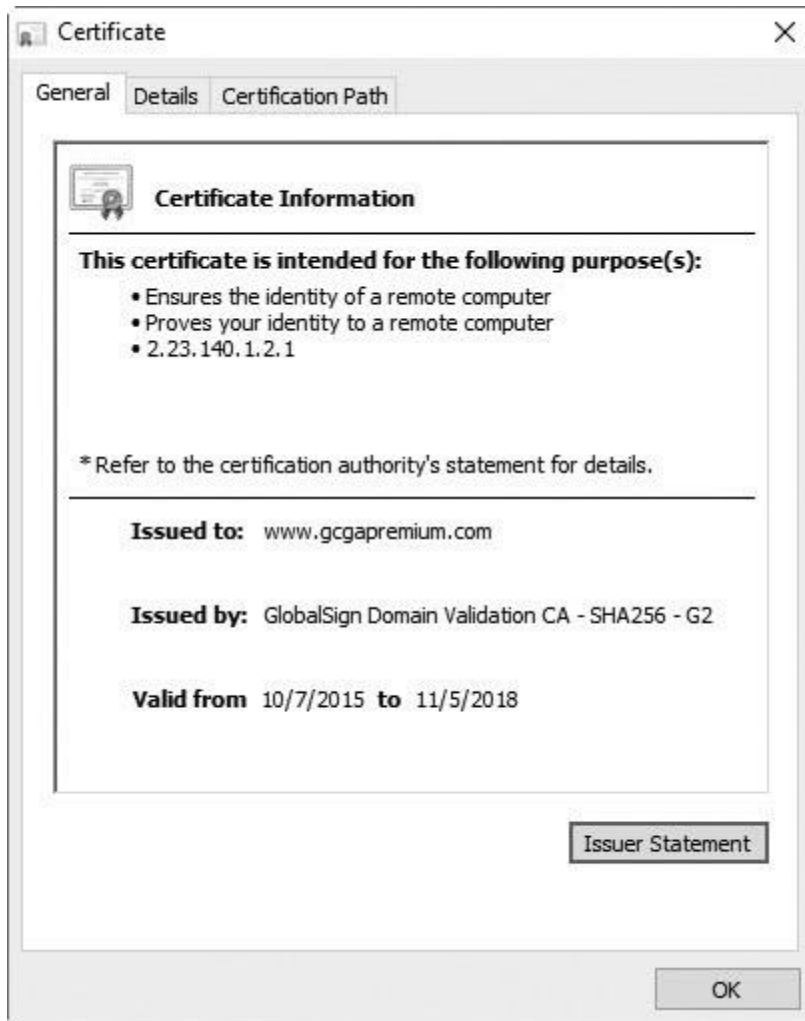 Certificate
General Details Certification Path
Certificate Information
This certificate is intended for the following purpose(s):
• Ensures the identity of a remote computer
• Proves your identity to a remote computer
• 2.23.140.1.2.1
* Refer to the certification authority's statement for details.
Issued to: www.gcgapremium.com
Issued by: GlobalSign Domain Validation CA - SHA256 - G2
Valid from 10/7/2015 to 11/5/2018
Issuer Statement
OK